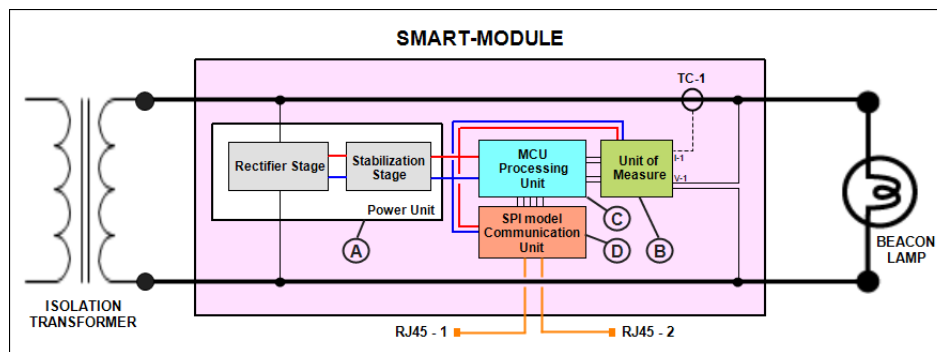 SMART-MODULE
TC-1
Rectifier Stage
Stabilization
Stage
MCU
Processing
Unit
Unit of
Measure
I-1
V-1
Power Unit
SPI model
Communication
Unit
A
C
D
B
ISOLATION
TRANSFORMER
BEACON
LAMP
RJ45 - 1
RJ45 - 2